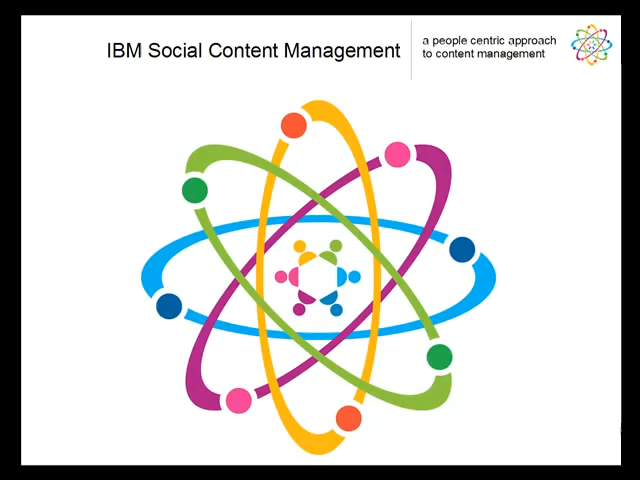 IBM Social Content Management
a people centric approach
to content management